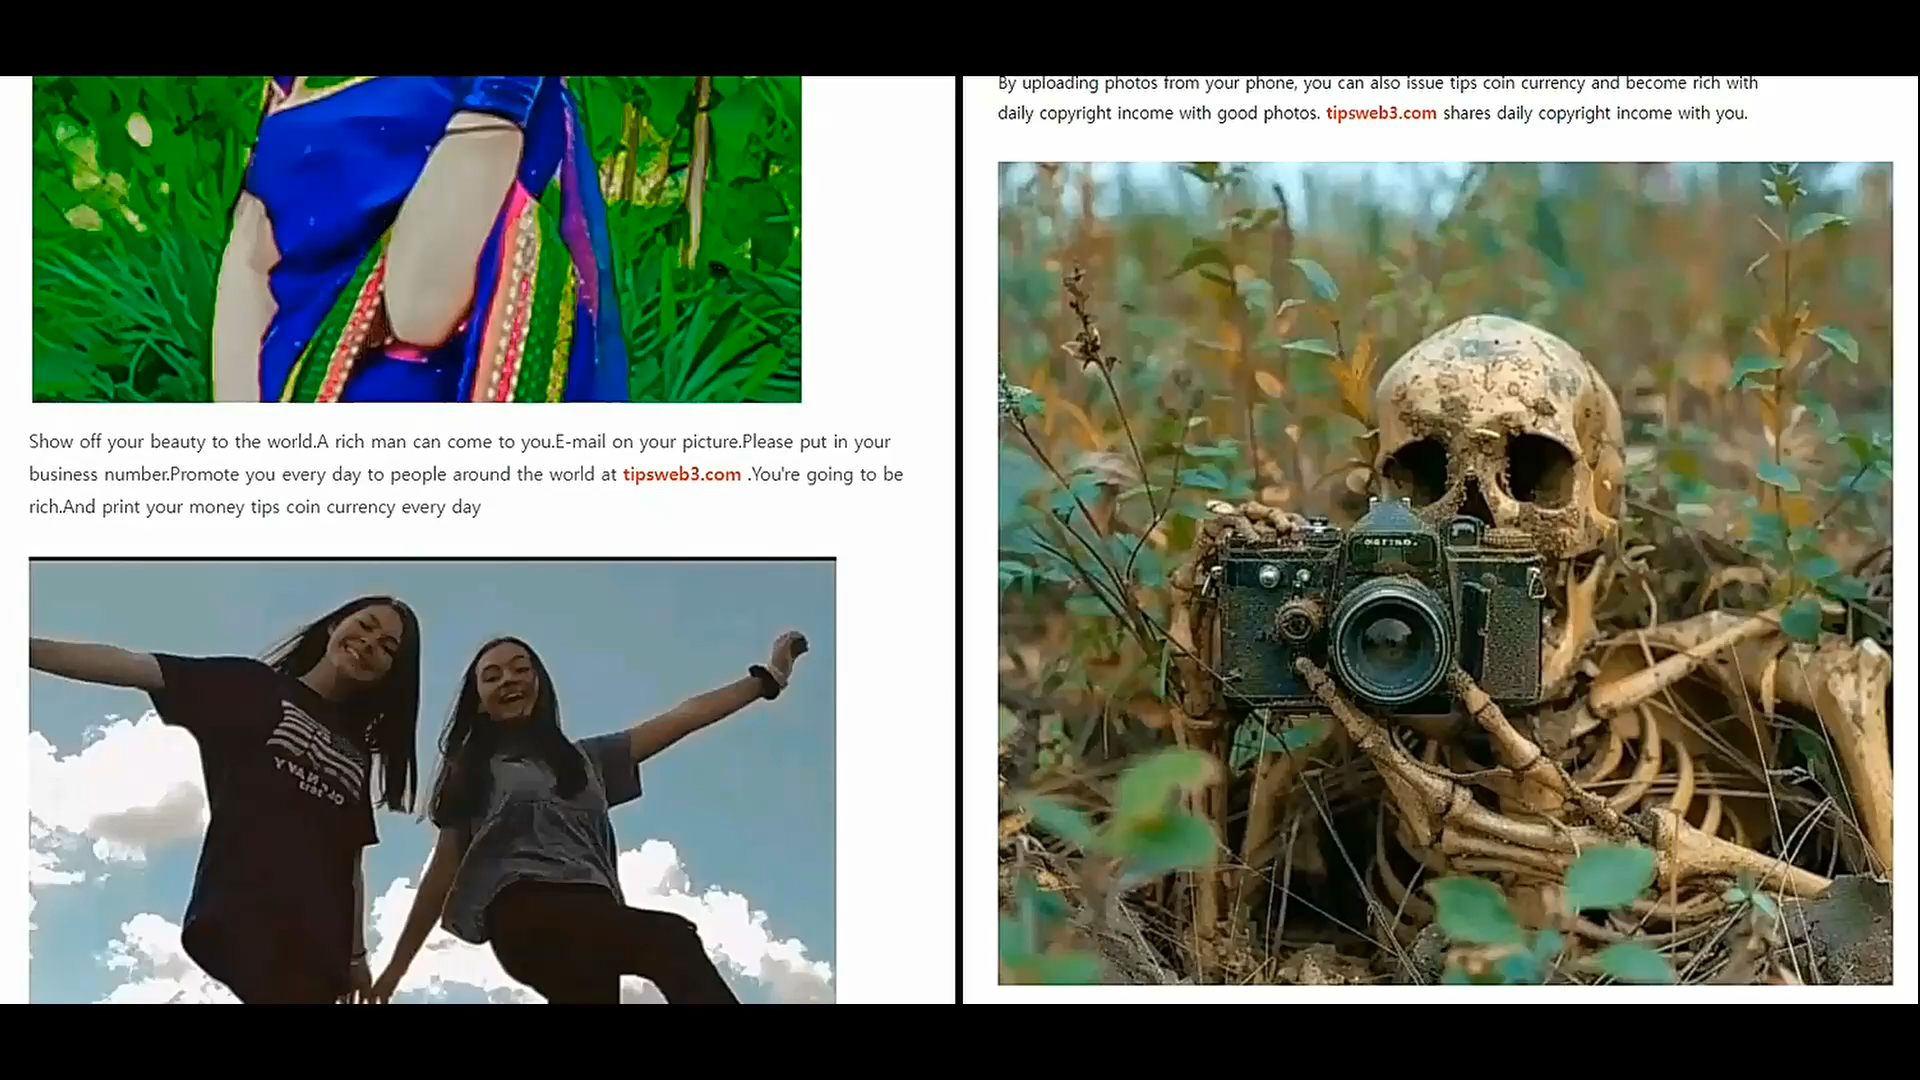 Show off your beauty to the world.A rich man can come to you.E-mail on your picture.Please put in your
business number.Promote you every day to people around the world at tipsweb3.com .You're going to be
rich.And print your money tips coin currency every day
By uploading photos from your phone, you can also issue tips coin currency and become rich with
daily copyright income with good photos. tipsweb3.com shares daily copyright income with you.